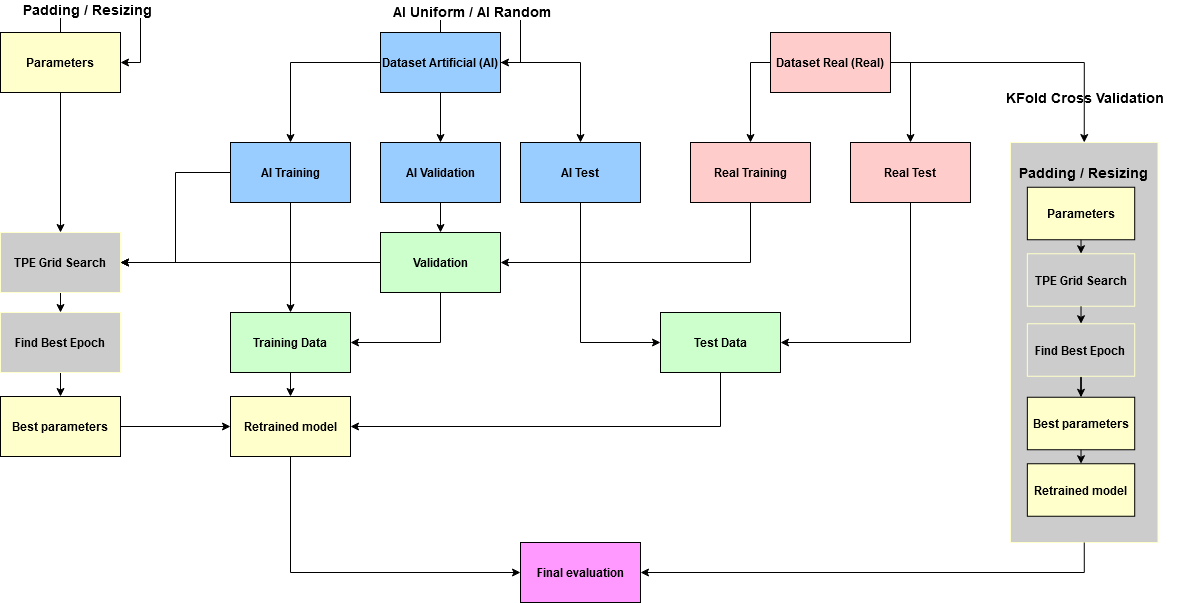 Padding / Resizing
AI Uniform / AI Random
Parameters
Dataset Artificial (AI)
Dataset Real (Real)
KFold Cross Validation
AI Training
AI Validation
AI Test
Real Training
Real Test
Padding / Resizing
Parameters
TPE Grid Search
Validation
TPE Grid Search
Find Best Epoch
Training Data
Test Data
Find Best Epoch
Best parameters
Retrained model
Best parameters
Retrained model
Final evaluation